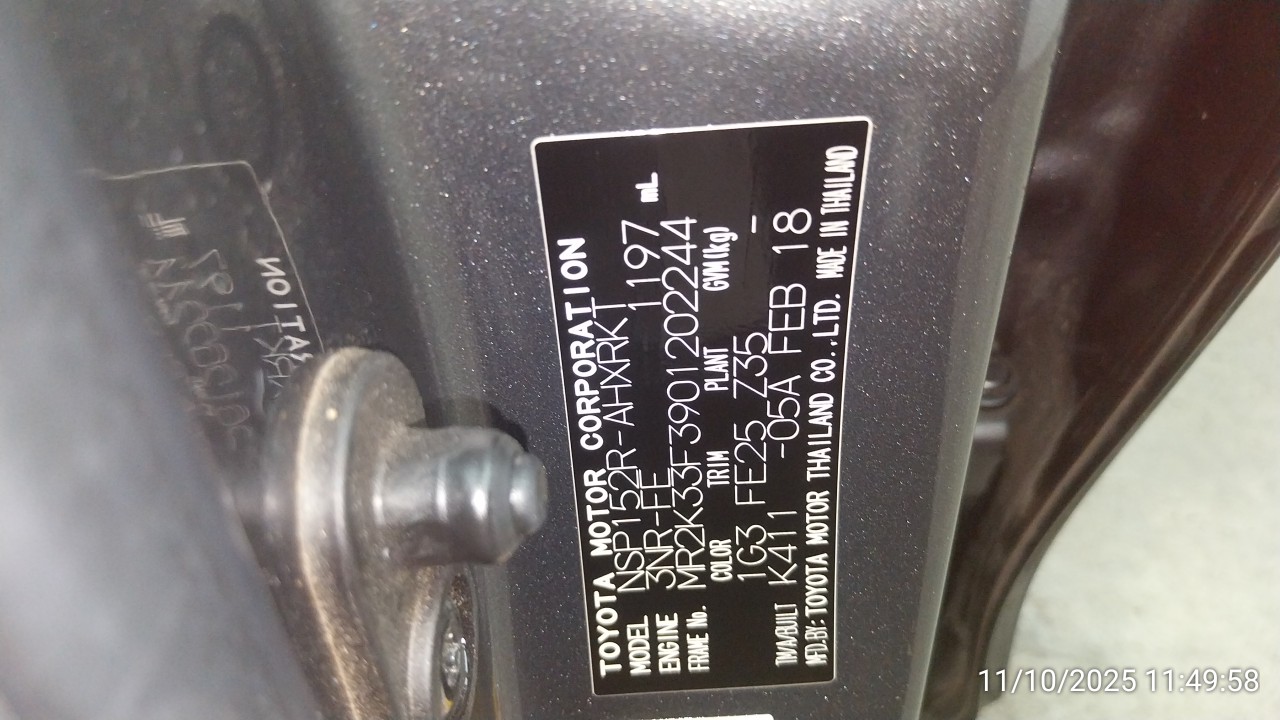 TOYOTA MOTOR CORPORATION
MODEL NSP152R-AHXRKT
ENGINE 3NR-FE 1197 mL
FRAME No. MR2K33F3901202244
COLOR TRIM PLANT GVM(kg)
1G3 FE25 Z35 -
TM/A/BUILT K411 -05A FEB 18
MFD.BY: TOYOTA MOTOR THAILAND CO.,LTD. MADE IN THAILAND
11/10/2025 11:49:58